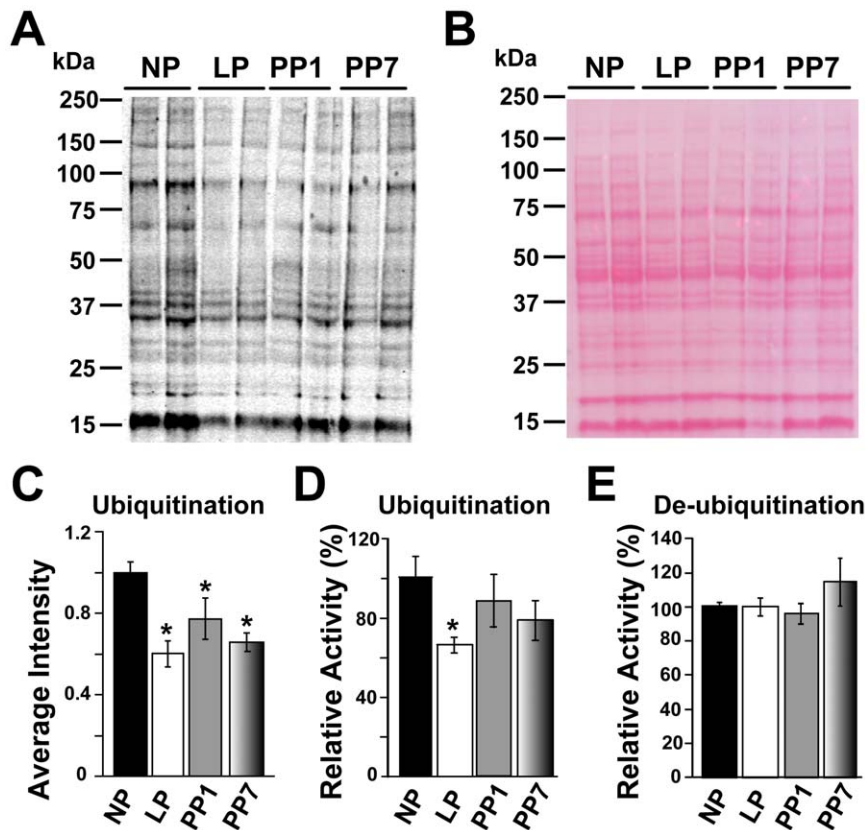 A
kDa
NP LP PP1 PP7
250
150
100
75
50
37
25
15
B
kDa
NP LP PP1 PP7
250
150
100
75
50
37
25
15
C
Ubiquitination
Average Intensity
1.2
0.8
0.4
0
*
*
*
NP LP PP1 PP7
D
Ubiquitination
Relative Activity (%)
120
80
40
0
*
NP LP PP1 PP7
E
De-ubiquitination
Relative Activity (%)
140
120
100
80
60
40
20
0
NP LP PP1 PP7